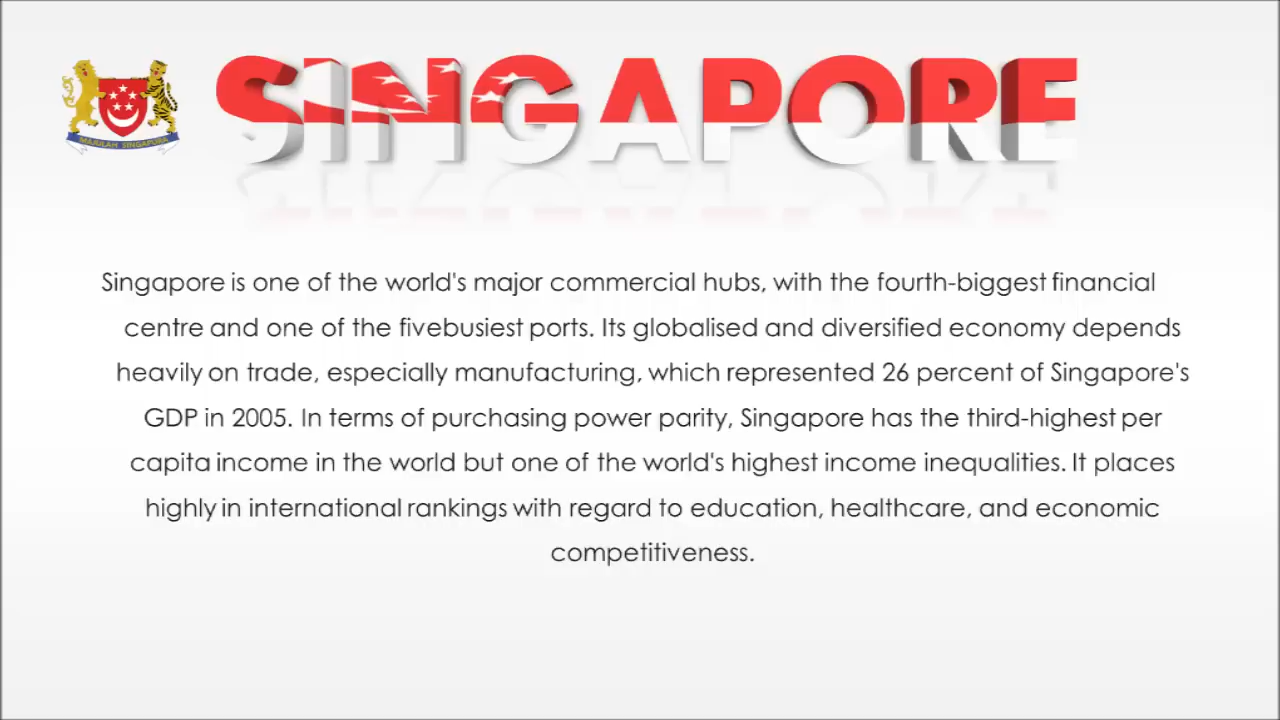 MAJULAH SINGAPURA
SINGAPORE
Singapore is one of the world's major commercial hubs, with the fourth-biggest financial
centre and one of the fivebusiest ports. Its globalised and diversified economy depends
heavily on trade, especially manufacturing, which represented 26 percent of Singapore's
GDP in 2005. In terms of purchasing power parity, Singapore has the third-highest per
capita income in the world but one of the world's highest income inequalities. It places
highly in international rankings with regard to education, healthcare, and economic
competitiveness.